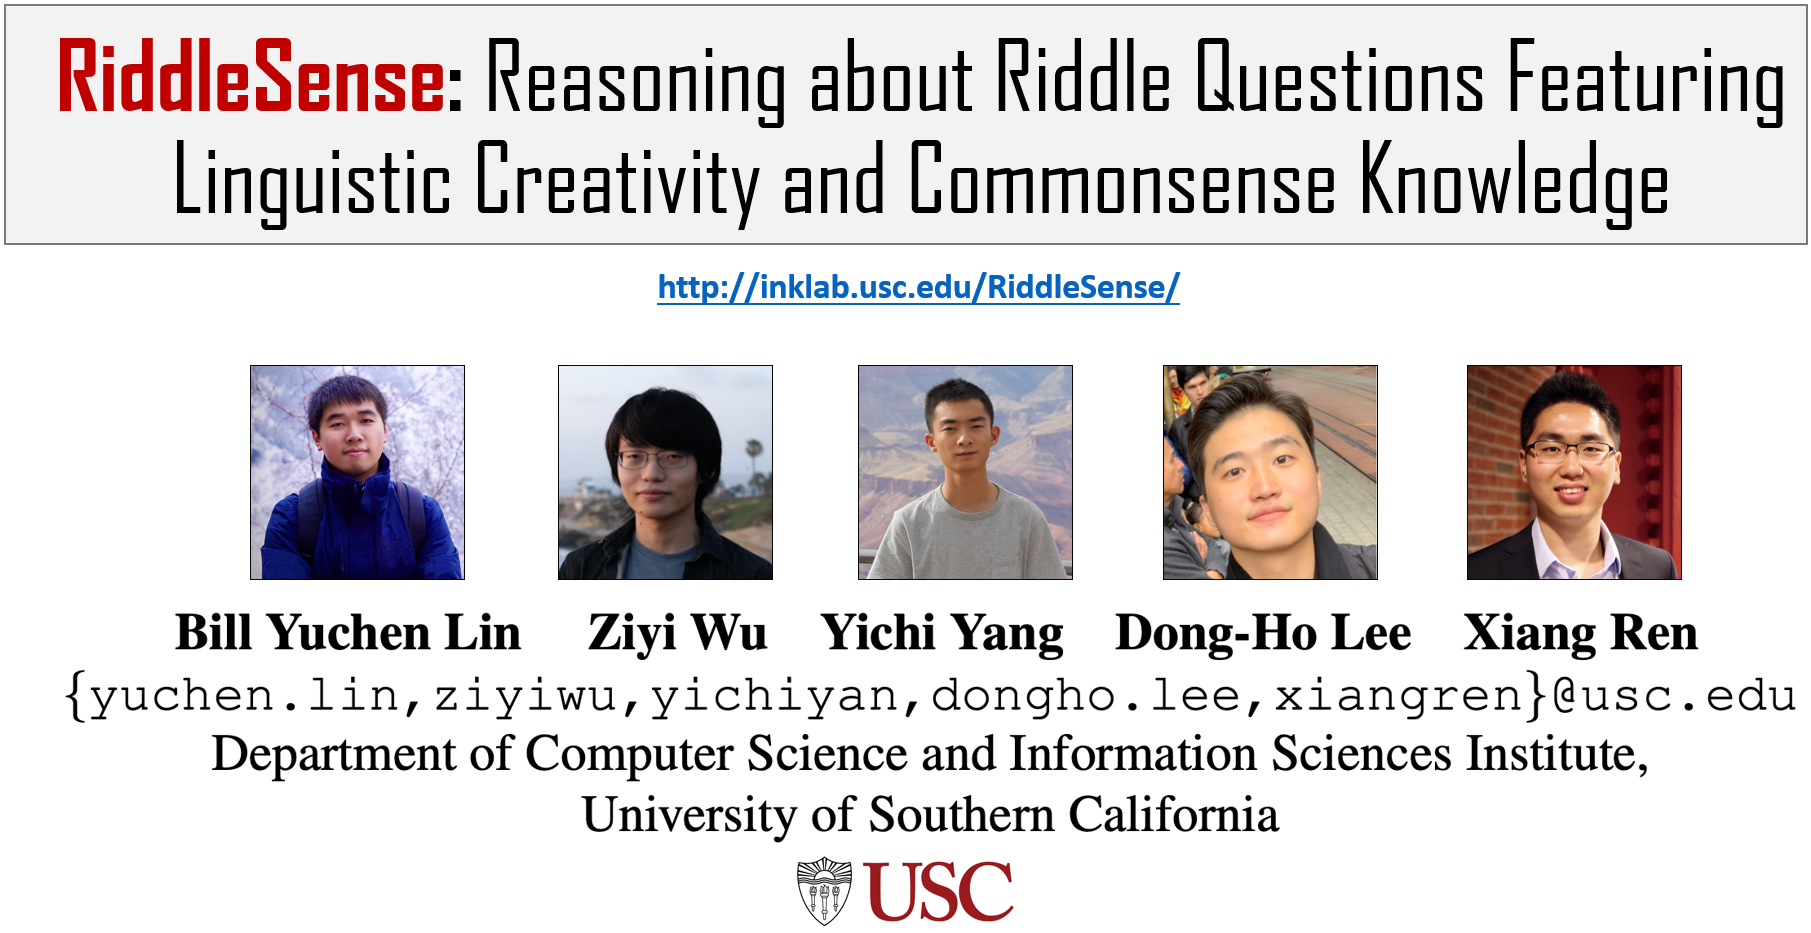 RiddleSense: Reasoning about Riddle Questions Featuring
Linguistic Creativity and Commonsense Knowledge
http://inklab.usc.edu/RiddleSense/
Bill Yuchen Lin Ziyi Wu Yichi Yang Dong-Ho Lee Xiang Ren
{yuchen.lin,ziyiwu,yichiyan,dongho.lee,xiangren}@usc.edu
Department of Computer Science and Information Sciences Institute,
University of Southern California
USC